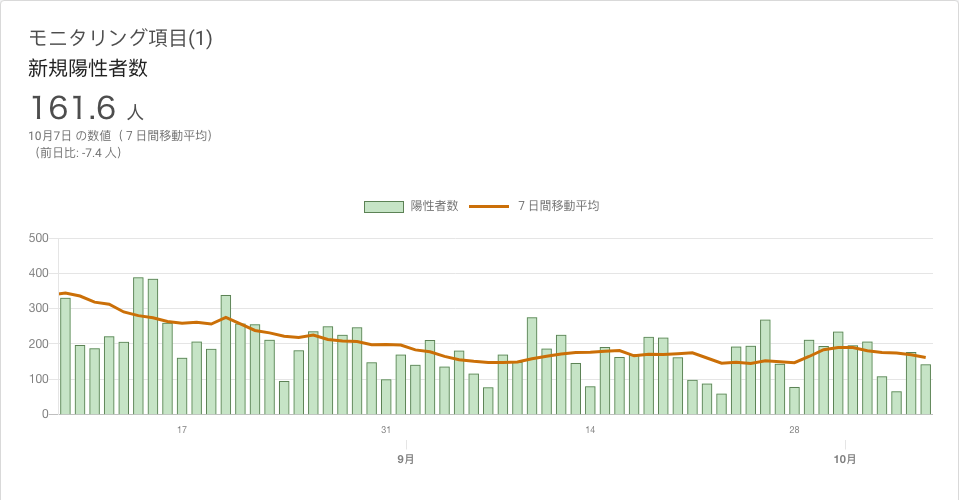 モニタリング項目(1)
新規陽性者数
161.6 人
10月7日 の数値（７日間移動平均）
（前日比: -7.4 人）
陽性者数 ７日間移動平均
500
400
300
200
100
0
17 31 14 28
9月 10月